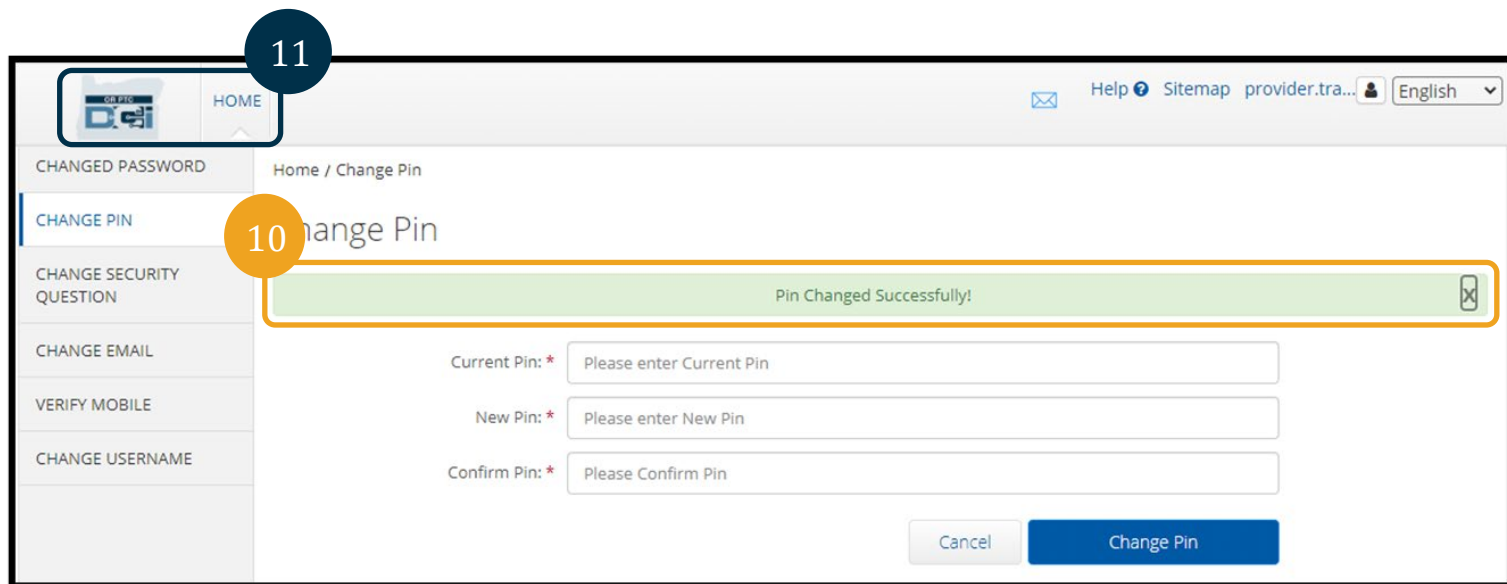 11
OR PTC
DCi
HOME
Help ? Sitemap provider.tra... English
CHANGED PASSWORD
Home / Change Pin
CHANGE PIN
10
hange Pin
CHANGE SECURITY
QUESTION
Pin Changed Successfully!
X
CHANGE EMAIL
Current Pin: * Please enter Current Pin
VERIFY MOBILE
New Pin: * Please enter New Pin
CHANGE USERNAME
Confirm Pin: * Please Confirm Pin
Cancel
Change Pin